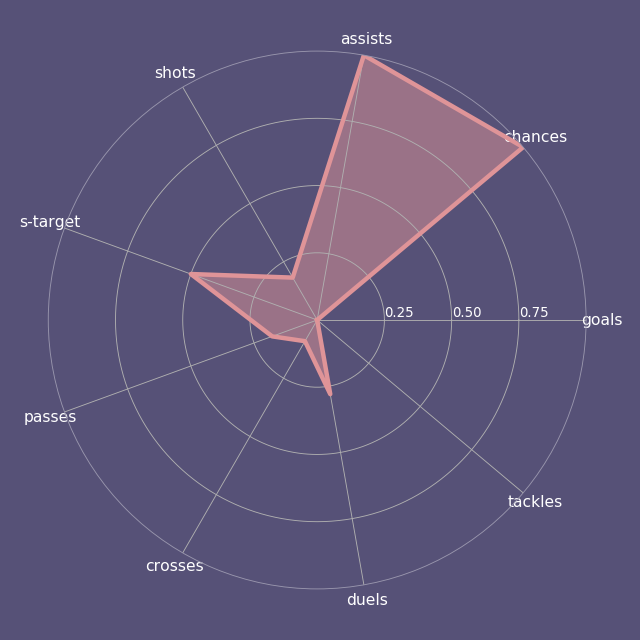 assists
shots
chances
s-target
0.25
0.50
0.75
goals
passes
tackles
crosses
duels